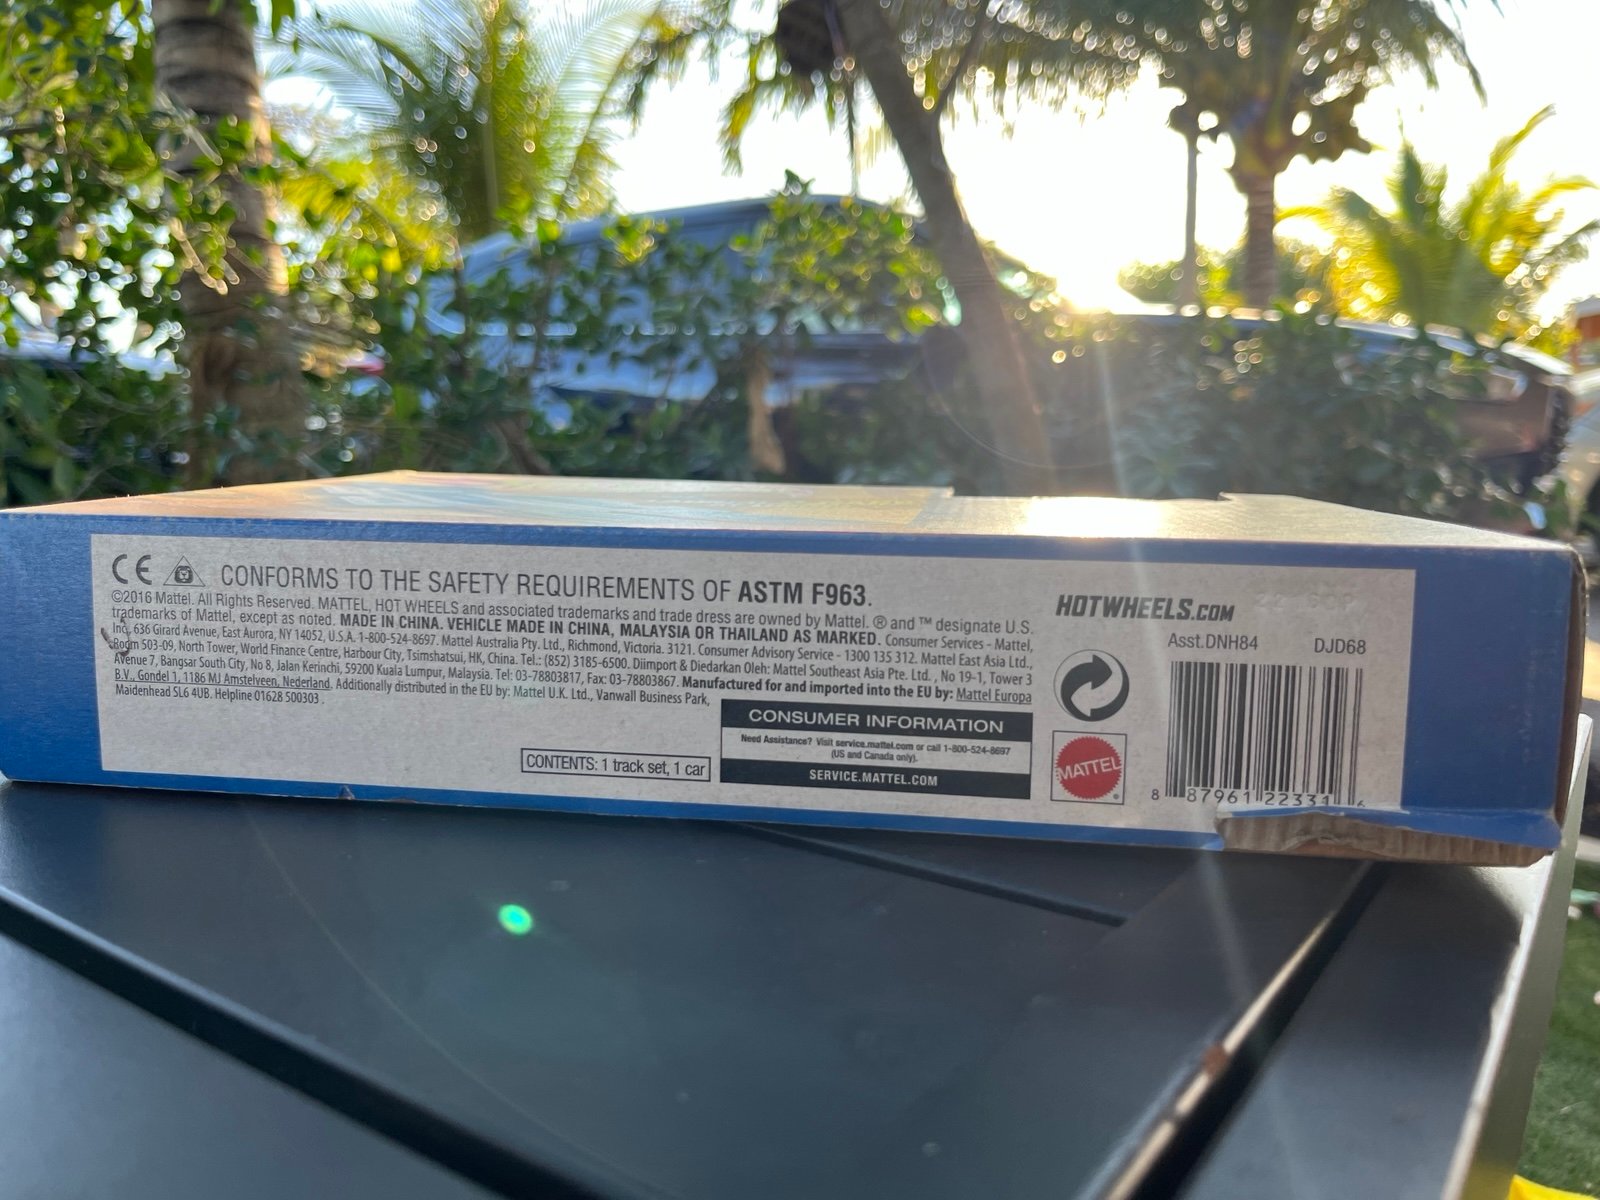 CE CONFORMS TO THE SAFETY REQUIREMENTS OF ASTM F963.
©2016 Mattel. All Rights Reserved. MATTEL, HOT WHEELS and associated trademarks and trade dress are owned by Mattel. ® and ™ designate U.S.
trademarks of Mattel, except as noted. MADE IN CHINA. VEHICLE MADE IN CHINA, MALAYSIA OR THAILAND AS MARKED. Consumer Services - Mattel,
Inc, 636 Girard Avenue, East Aurora, NY 14052, U.S.A. 1-800-524-8697. Mattel Australia Pty. Ltd., Richmond, Victoria. 3121. Consumer Advisory Service - 1300 135 312. Mattel East Asia Ltd.,
Room 503-09, North Tower, World Finance Centre, Harbour City, Tsimshatsui, HK, China. Tel.: (852) 3185-6500. Diimport & Diedarkan Oleh: Mattel Southeast Asia Pte. Ltd. , No 19-1, Tower 3
Avenue 7, Bangsar South City, No 8, Jalan Kerinchi, 59200 Kuala Lumpur, Malaysia. Tel: 03-78803817, Fax: 03-78803867. Manufactured for and imported into the EU by: Mattel Europa
B.V., Gondel 1, 1186 MJ Amstelveen, Nederland. Additionally distributed in the EU by: Mattel U.K. Ltd., Vanwall Business Park,
Maidenhead SL6 4UB. Helpline 01628 500303 .
CONTENTS: 1 track set, 1 car
CONSUMER INFORMATION
Need Assistance? Visit service.mattel.com or call 1-800-524-8697
(US and Canada only).
SERVICE.MATTEL.COM
HOTWHEELS.COM
Asst.DNH84 DJD68
MATTEL
8 87961 22331